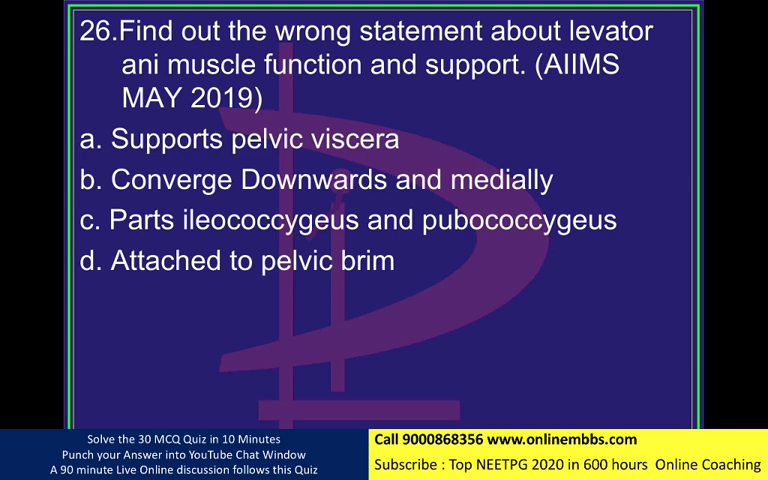 26.Find out the wrong statement about levator
ani muscle function and support. (AIIMS
MAY 2019)
a. Supports pelvic viscera
b. Converge Downwards and medially
c. Parts ileococcygeus and pubococcygeus
d. Attached to pelvic brim
Solve the 30 MCQ Quiz in 10 Minutes
Punch your Answer into YouTube Chat Window
A 90 minute Live Online discussion follows this Quiz
Call 9000868356 www.onlinembbs.com
Subscribe : Top NEETPG 2020 in 600 hours Online Coaching